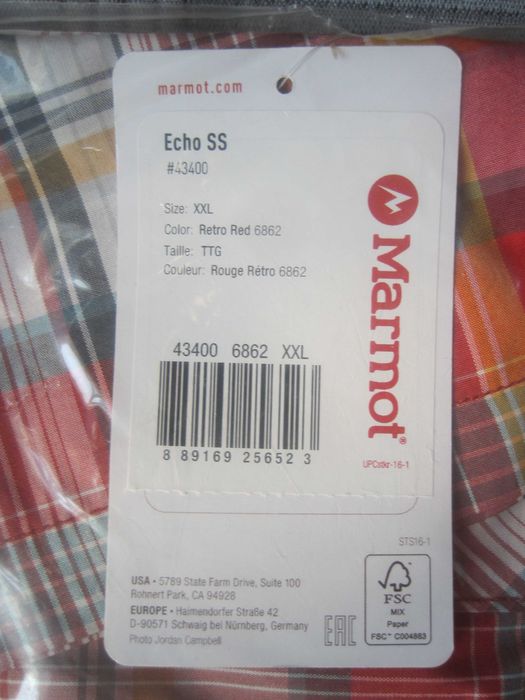 marmot.com
Echo SS
#43400
Size: XXL
Color: Retro Red 6862
Taille: TTG
Couleur: Rouge Rétro 6862
43400 6862 XXL
8 89169 25652 3
Marmot®
UPCstkr-16-1
STS16-1
USA • 5789 State Farm Drive, Suite 100
Rohnert Park, CA 94928
EUROPE • Haimendorfer Straße 42
D-90571 Schwaig bei Nürnberg, Germany
Photo Jordan Campbell
EAC
FSC
MIX
Paper
FSC™ C004863